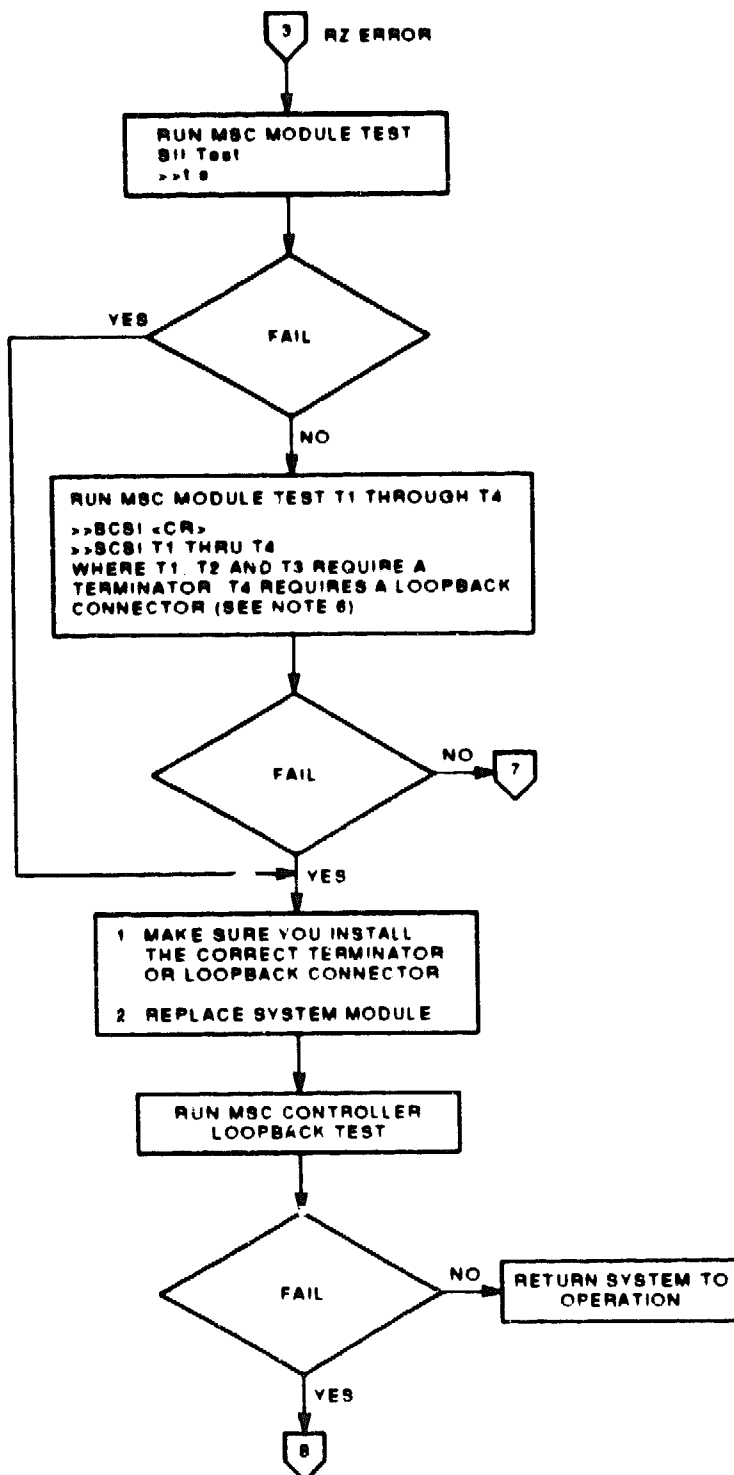 3 RZ ERROR
RUN MSC MODULE TEST
SII Test
>>t s
YES
FAIL
NO
RUN MSC MODULE TEST T1 THROUGH T4
>>SCSI <CR>
>>SCSI T1 THRU T4
WHERE T1, T2 AND T3 REQUIRE A
TERMINATOR T4 REQUIRES A LOOPBACK
CONNECTOR (SEE NOTE 6)
FAIL
NO
7
YES
1 MAKE SURE YOU INSTALL
THE CORRECT TERMINATOR
OR LOOPBACK CONNECTOR
2 REPLACE SYSTEM MODULE
RUN MSC CONTROLLER
LOOPBACK TEST
FAIL
NO
RETURN SYSTEM TO
OPERATION
YES
8